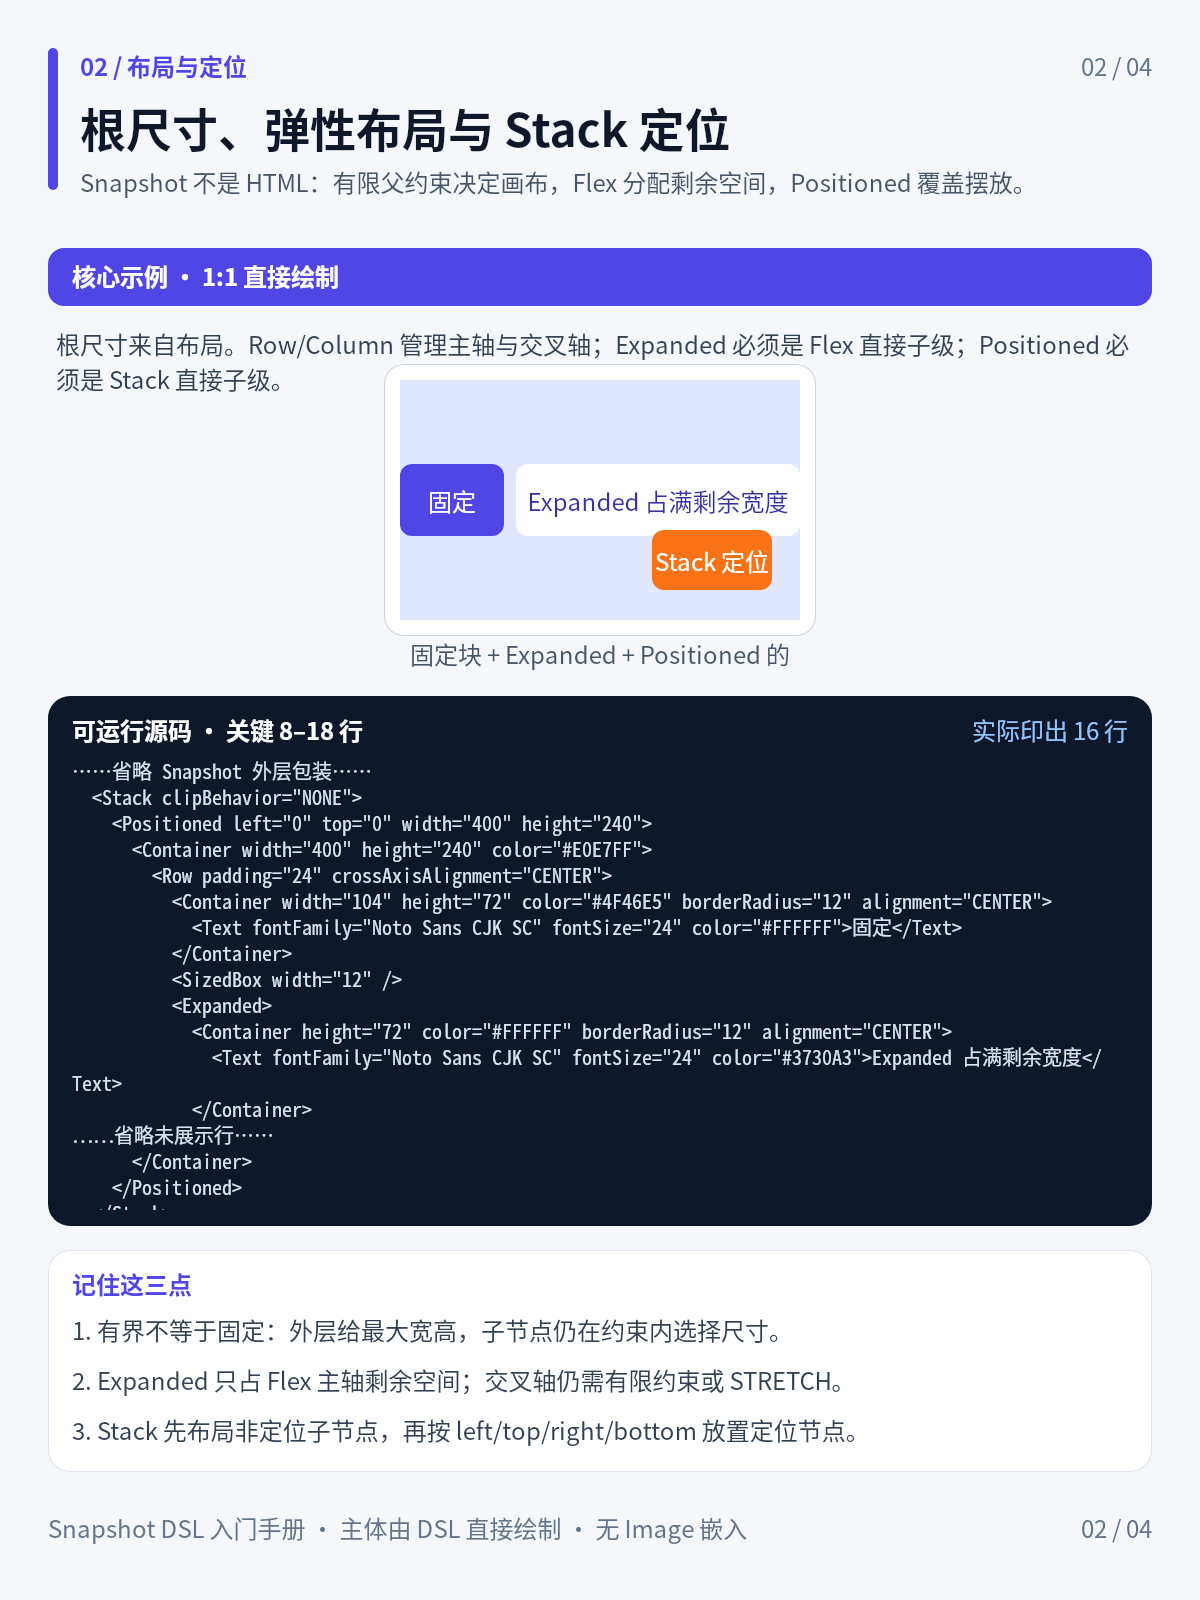 02 / 布局与定位
02 / 04
根尺寸、弹性布局与 Stack 定位
Snapshot 不是 HTML：有限父约束决定画布，Flex 分配剩余空间，Positioned 覆盖摆放。
核心示例 · 1:1 直接绘制
根尺寸来自布局。Row/Column 管理主轴与交叉轴；Expanded 必须是 Flex 直接子级；Positioned 必
须是 Stack 直接子级。
固定
Expanded 占满剩余宽度
Stack 定位
固定块 + Expanded + Positioned 的
可运行源码 · 关键 8–18 行
实际印出 16 行
……省略 Snapshot 外层包装……
  <Stack clipBehavior="NONE">
    <Positioned left="0" top="0" width="400" height="240">
      <Container width="400" height="240" color="#E0E7FF">
        <Row padding="24" crossAxisAlignment="CENTER">
          <Container width="104" height="72" color="#4F46E5" borderRadius="12" alignment="CENTER">
            <Text fontFamily="Noto Sans CJK SC" fontSize="24" color="#FFFFFF">固定</Text>
          </Container>
          <SizedBox width="12" />
          <Expanded>
            <Container height="72" color="#FFFFFF" borderRadius="12" alignment="CENTER">
              <Text fontFamily="Noto Sans CJK SC" fontSize="24" color="#3730A3">Expanded 占满剩余宽度</
Text>
            </Container>
……省略未展示行……
      </Container>
    </Positioned>
记住这三点
1. 有界不等于固定：外层给最大宽高，子节点仍在约束内选择尺寸。
2. Expanded 只占 Flex 主轴剩余空间；交叉轴仍需有限约束或 STRETCH。
3. Stack 先布局非定位子节点，再按 left/top/right/bottom 放置定位节点。
Snapshot DSL 入门手册 · 主体由 DSL 直接绘制 · 无 Image 嵌入
02 / 04